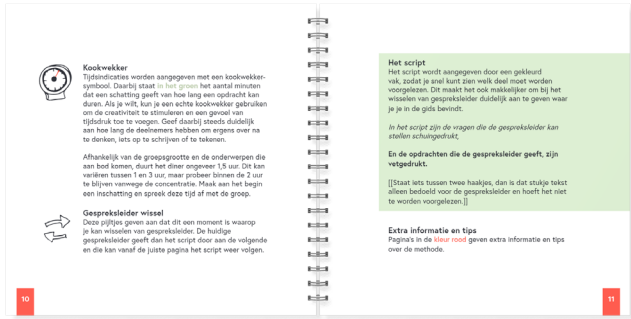 Kookwekker
Tijdsindicaties worden aangegeven met een kookwekker-
symbool. Daarbij staat in het groen het aantal minuten
dat een schatting geeft van hoe lang een opdracht kan
duren. Als je wilt, kun je een echte kookwekker gebruiken
om de creativiteit te stimuleren en een gevoel van
tijdsdruk toe te voegen. Geef daarbij steeds duidelijk
aan hoe lang de deelnemers hebben om ergens over na
te denken, iets op te schrijven of te tekenen.
Afhankelijk van de groepsgrootte en de onderwerpen die
aan bod komen, duurt het diner ongeveer 1,5 uur. Dit kan
variëren tussen 1 en 3 uur, maar probeer binnen de 2 uur
te blijven vanwege de concentratie. Maak aan het begin
een inschatting en spreek deze tijd af met de groep.
Gespreksleider wissel
Deze pijltjes geven aan dat dit een moment is waarop
je kan wisselen van gespreksleider. De huidige
gespreksleider geeft dan het script door aan de volgende
en die kan vanaf de juiste pagina het script weer volgen.
10
Het script
Het script wordt aangegeven door een gekleurd
vak, zodat je snel kunt zien welk deel moet worden
voorgelezen. Dit maakt het ook makkelijker om bij het
wisselen van gespreksleider duidelijk aan te geven waar
je je in de gids bevindt.
In het script zijn de vragen die de gespreksleider kan
stellen schuingedrukt,
En de opdrachten die de gespreksleider geeft, zijn
vetgedrukt.
[[Staat iets tussen twee haakjes, dan is dat stukje tekst
alleen bedoeld voor de gespreksleider en hoeft het niet
te worden voorgelezen.]]
Extra informatie en tips
Pagina's in de kleur rood geven extra informatie en tips
over de methode.
11